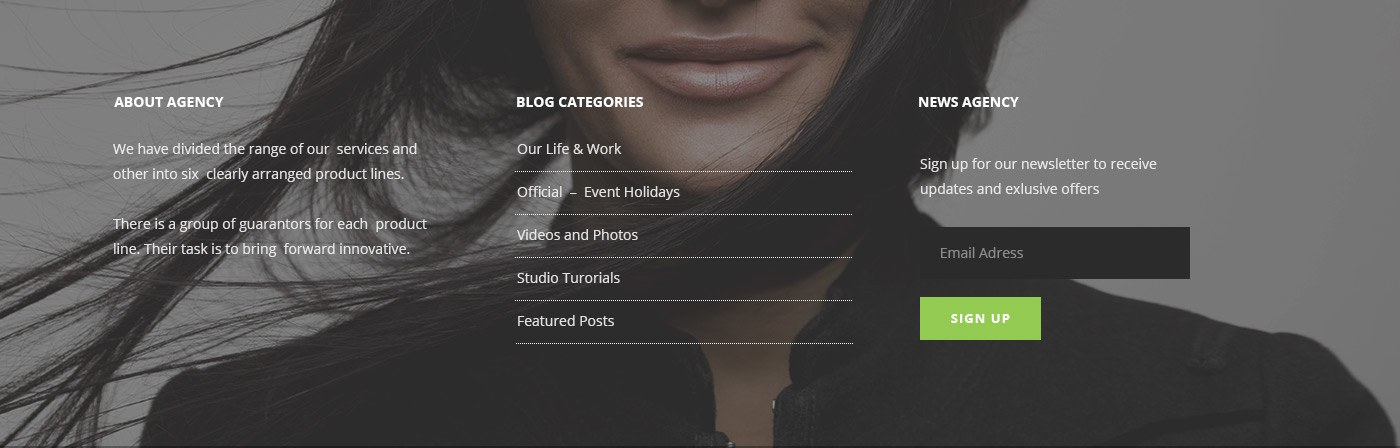 ABOUT AGENCY
We have divided the range of our services and
other into six clearly arranged product lines.
There is a group of guarantors for each product
line. Their task is to bring forward innovative.
BLOG CATEGORIES
Our Life & Work
Official – Event Holidays
Videos and Photos
Studio Turorials
Featured Posts
NEWS AGENCY
Sign up for our newsletter to receive
updates and exlusive offers
Email Adress
SIGN UP